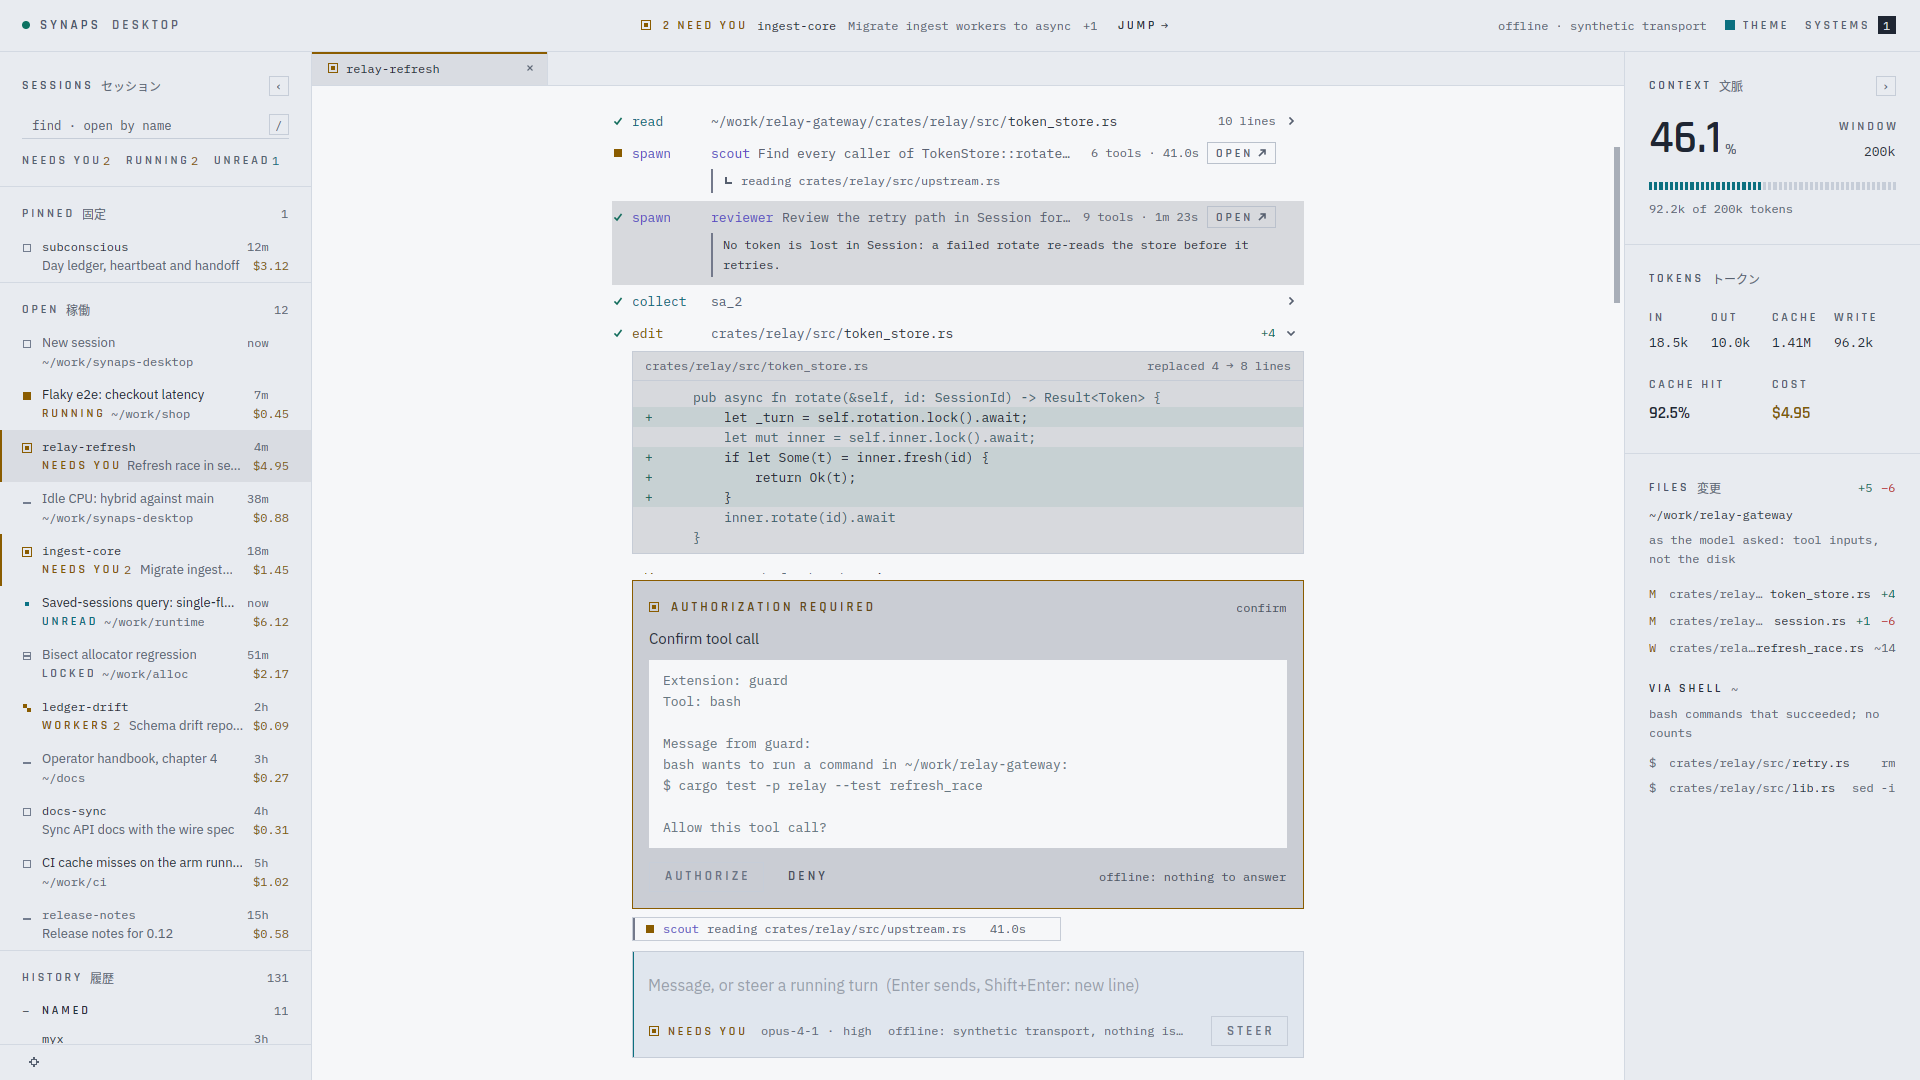 SYNAPS DESKTOP
2 NEED YOU ingest-core Migrate ingest workers to async +1 JUMP →
offline · synthetic transport THEME SYSTEMS 1
SESSIONS セッション ‹
find · open by name /
NEEDS YOU 2 RUNNING 2 UNREAD 1
PINNED 固定 1
subconscious 12m
Day ledger, heartbeat and handoff $3.12
OPEN 稼働 12
New session now
~/work/synaps-desktop
Flaky e2e: checkout latency 7m
RUNNING ~/work/shop $0.45
relay-refresh 4m
NEEDS YOU Refresh race in se… $4.95
Idle CPU: hybrid against main 38m
~/work/synaps-desktop $0.88
ingest-core 18m
NEEDS YOU 2 Migrate ingest… $1.45
Saved-sessions query: single-fl… now
UNREAD ~/work/runtime $6.12
Bisect allocator regression 51m
LOCKED ~/work/alloc $2.17
ledger-drift 2h
WORKERS 2 Schema drift repo… $0.09
Operator handbook, chapter 4 3h
~/docs $0.27
docs-sync 4h
Sync API docs with the wire spec $0.31
CI cache misses on the arm runn… 5h
~/work/ci $1.02
release-notes 15h
Release notes for 0.12 $0.58
HISTORY 履歴 131
– NAMED 11
myx 3h
relay-refresh ×
read ~/work/relay-gateway/crates/relay/src/token_store.rs 10 lines ›
spawn scout Find every caller of TokenStore::rotate… 6 tools · 41.0s OPEN ↗
reading crates/relay/src/upstream.rs
spawn reviewer Review the retry path in Session for… 9 tools · 1m 23s OPEN ↗
No token is lost in Session: a failed rotate re-reads the store before it
retries.
collect sa_2 ›
edit crates/relay/src/token_store.rs +4
crates/relay/src/token_store.rs replaced 4 → 8 lines
pub async fn rotate(&self, id: SessionId) -> Result<Token> {
+ let _turn = self.rotation.lock().await;
let mut inner = self.inner.lock().await;
+ if let Some(t) = inner.fresh(id) {
+ return Ok(t);
+ }
inner.rotate(id).await
}
AUTHORIZATION REQUIRED confirm
Confirm tool call
Extension: guard
Tool: bash
Message from guard:
bash wants to run a command in ~/work/relay-gateway:
$ cargo test -p relay --test refresh_race
Allow this tool call?
AUTHORIZE DENY offline: nothing to answer
scout reading crates/relay/src/upstream.rs 41.0s
Message, or steer a running turn (Enter sends, Shift+Enter: new line)
NEEDS YOU opus-4-1 · high offline: synthetic transport, nothing is… STEER
CONTEXT 文脈 ›
46.1% WINDOW
200k
92.2k of 200k tokens
TOKENS トークン
IN OUT CACHE WRITE
18.5k 10.0k 1.41M 96.2k
CACHE HIT COST
92.5% $4.95
FILES 変更 +5 −6
~/work/relay-gateway
as the model asked: tool inputs,
not the disk
M crates/relay… token_store.rs +4
M crates/relay… session.rs +1 −6
W crates/rela…refresh_race.rs ~14
VIA SHELL ~
bash commands that succeeded; no
counts
$ crates/relay/src/retry.rs rm
$ crates/relay/src/lib.rs sed -i